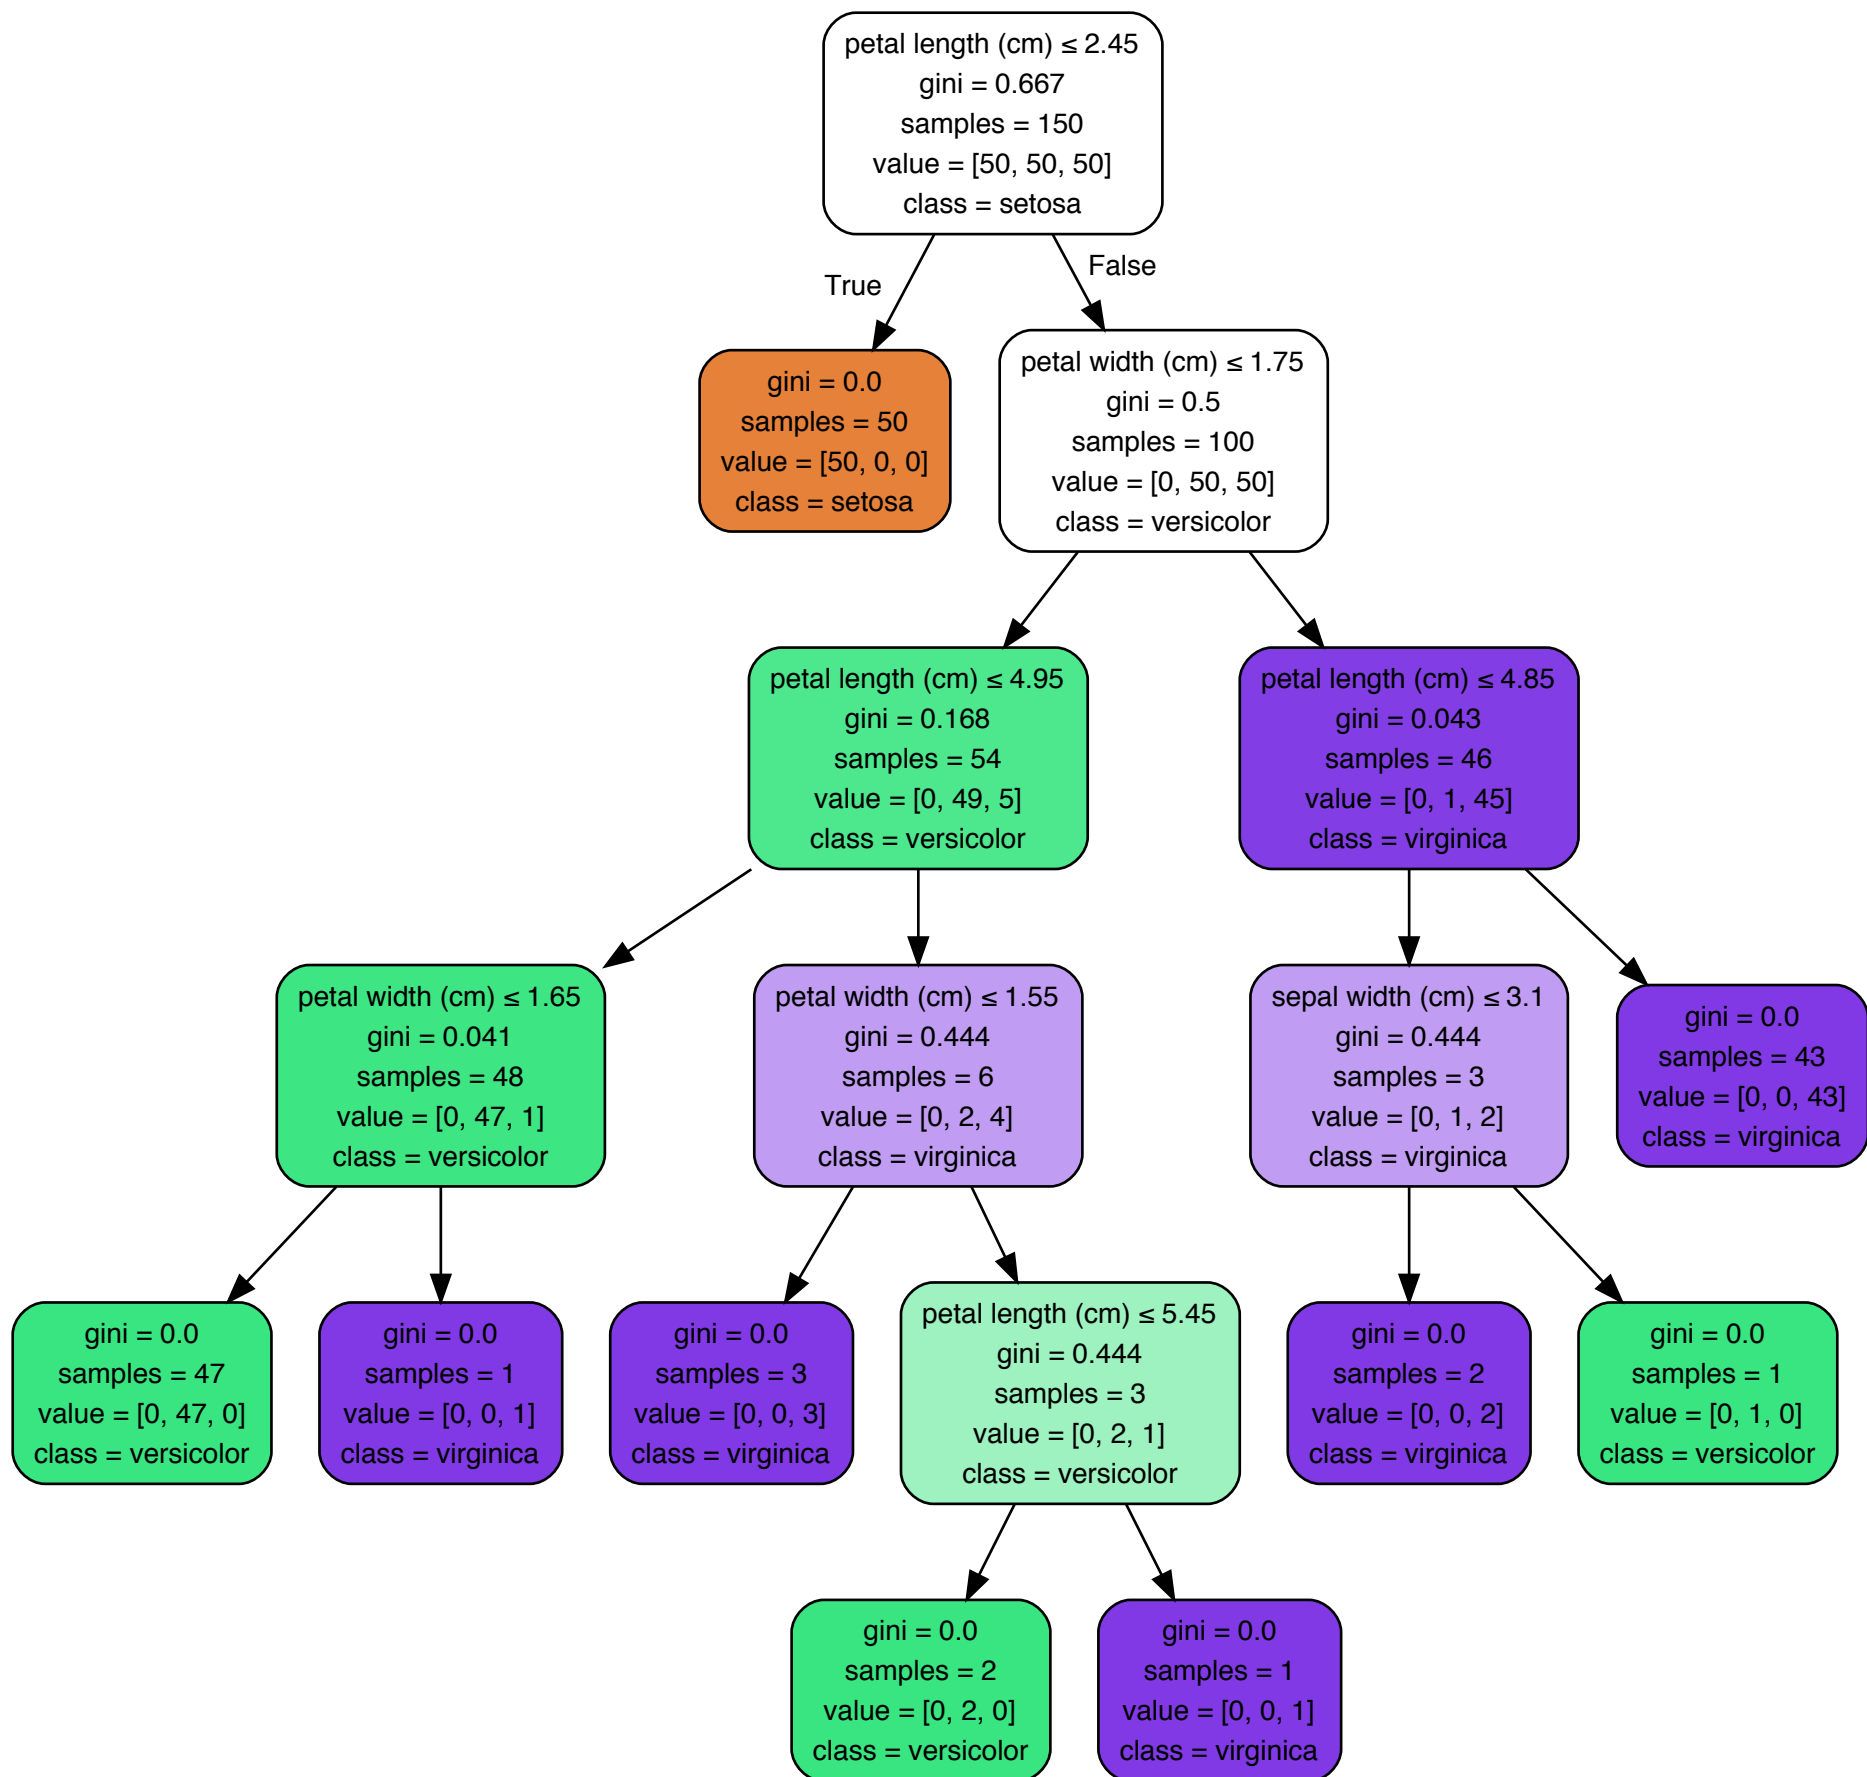 petal length (cm) ≤ 2.45
gini = 0.667
samples = 150
value = [50, 50, 50]
class = setosa
True
False
gini = 0.0
samples = 50
value = [50, 0, 0]
class = setosa
petal width (cm) ≤ 1.75
gini = 0.5
samples = 100
value = [0, 50, 50]
class = versicolor
petal length (cm) ≤ 4.95
gini = 0.168
samples = 54
value = [0, 49, 5]
class = versicolor
petal length (cm) ≤ 4.85
gini = 0.043
samples = 46
value = [0, 1, 45]
class = virginica
petal width (cm) ≤ 1.65
gini = 0.041
samples = 48
value = [0, 47, 1]
class = versicolor
petal width (cm) ≤ 1.55
gini = 0.444
samples = 6
value = [0, 2, 4]
class = virginica
sepal width (cm) ≤ 3.1
gini = 0.444
samples = 3
value = [0, 1, 2]
class = virginica
gini = 0.0
samples = 43
value = [0, 0, 43]
class = virginica
gini = 0.0
samples = 47
value = [0, 47, 0]
class = versicolor
gini = 0.0
samples = 1
value = [0, 0, 1]
class = virginica
gini = 0.0
samples = 3
value = [0, 0, 3]
class = virginica
petal length (cm) ≤ 5.45
gini = 0.444
samples = 3
value = [0, 2, 1]
class = versicolor
gini = 0.0
samples = 2
value = [0, 0, 2]
class = virginica
gini = 0.0
samples = 1
value = [0, 1, 0]
class = versicolor
gini = 0.0
samples = 2
value = [0, 2, 0]
class = versicolor
gini = 0.0
samples = 1
value = [0, 0, 1]
class = virginica